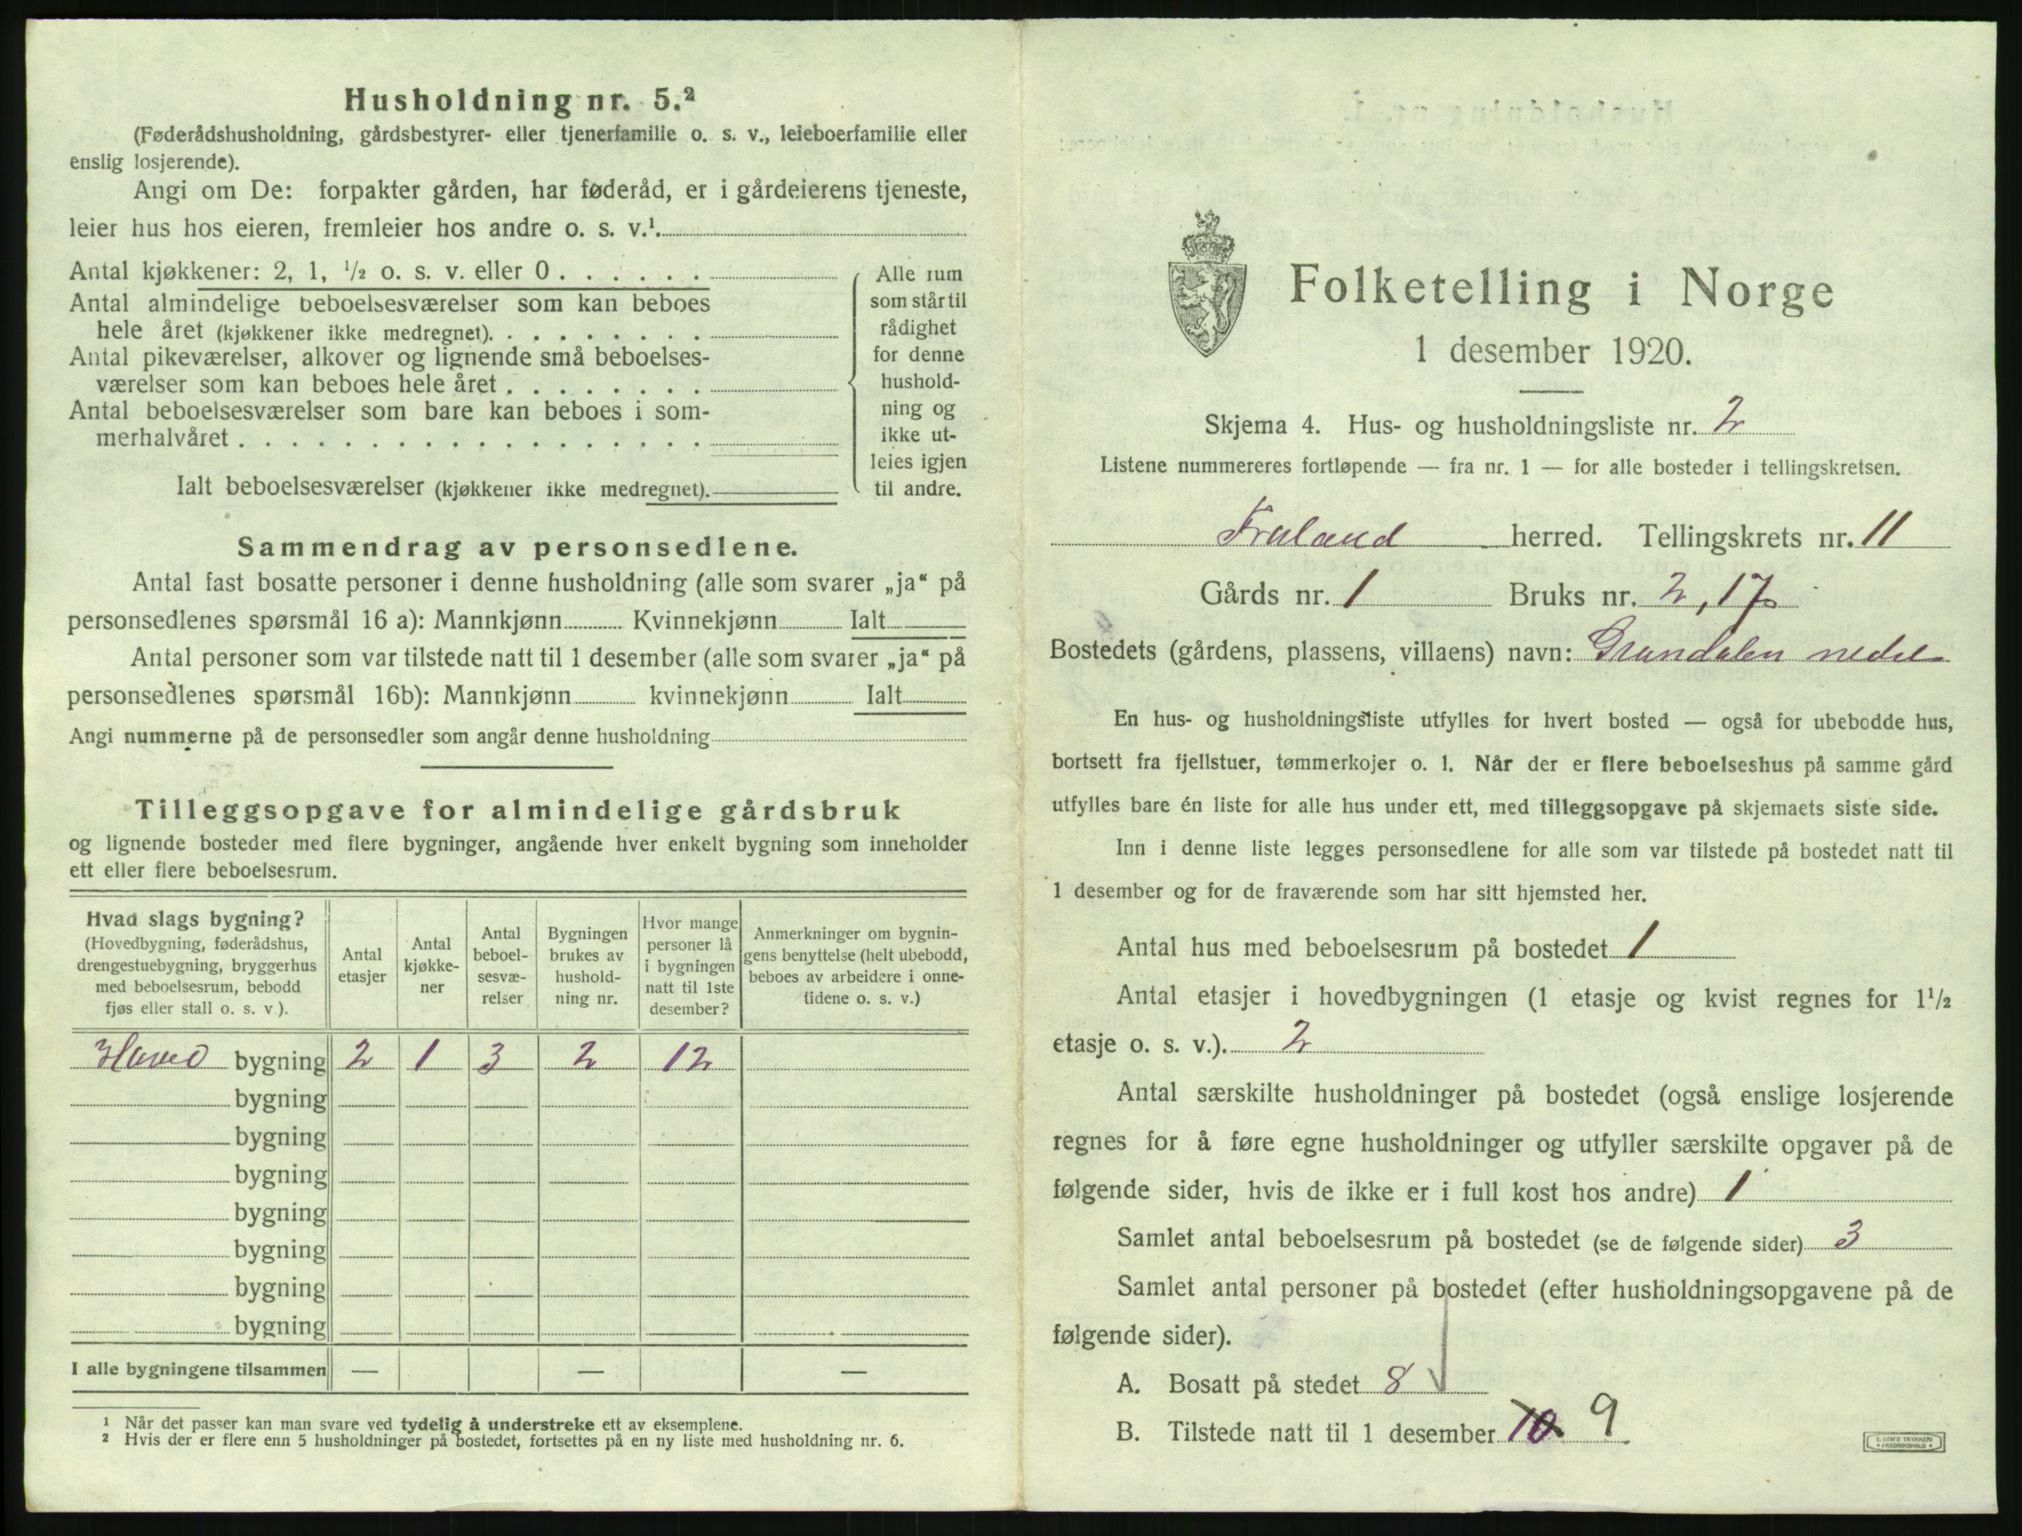 Husholdning nr. 5.²
(Føderådshusholdning, gårdsbestyrer- eller tjenerfamilie o. s. v., leieboerfamilie eller
enslig losjerende).
Angi om De: forpakter gården, har føderåd, er i gårdeierens tjeneste,
leier hus hos eieren, fremleier hos andre o. s. v.¹
Antal kjøkkener: 2, 1, ½ o. s. v. eller 0 . . . . . .
Antal almindelige beboelsesværelser som kan beboes
hele året (kjøkkener ikke medregnet). . . . . . . . .
Antal pikeværelser, alkover og lignende små beboelses-
værelser som kan beboes hele året . . . . . . . .
Antal beboelsesværelser som bare kan beboes i som-
merhalvåret . . . . . . . . . . . . . . . . . .
Ialt beboelsesværelser (kjøkkener ikke medregnet).
Alle rum
som står til
rådighet
for denne
hushold-
ning og
ikke ut-
leies igjen
til andre.
Sammendrag av personsedlene.
Antal fast bosatte personer i denne husholdning (alle som svarer „ja“ på
personsedlenes spørsmål 16 a): Mannkjønn Kvinnekjønn Ialt
Antal personer som var tilstede natt til 1 desember (alle som svarer „ja“ på
personsedlenes spørsmål 16b): Mannkjønn kvinnekjønn Ialt
Angi nummerne på de personsedler som angår denne husholdning
Tilleggsopgave for almindelige gårdsbruk
og lignende bosteder med flere bygninger, angående hver enkelt bygning som inneholder
ett eller flere beboelsesrum.
Hvad slags bygning?
(Hovedbygning, føderådshus,
drengestuebygning, bryggerhus
med beboelsesrum, bebodd
fjøs eller stall o. s. v.).
Antal
etasjer
Antal
kjøkke-
ner
Antal
beboel-
sesvæ-
relser
Bygningen
brukes av
hushold-
ning nr.
Hvor mange
personer lå
i bygningen
natt til 1ste
desember?
Anmerkninger om bygnin-
gens benyttelse (helt ubebodd,
beboes av arbeidere i onne-
tidene o. s. v.)
Hoved bygning 2 1 3 2 12
bygning
bygning
bygning
bygning
bygning
bygning
bygning
I alle bygningene tilsammen — — —
¹ Når det passer kan man svare ved tydelig å understreke ett av eksemplene.
² Hvis der er flere enn 5 husholdninger på bostedet, fortsettes på en ny liste med husholdning nr. 6.
Folketelling i Norge
1 desember 1920.
Skjema 4. Hus- og husholdningsliste nr. 2
Listene nummereres fortløpende — fra nr. 1 — for alle bosteder i tellingskretsen.
Froland herred. Tellingskrets nr. 11
Gårds nr. 1 Bruks nr. 2, 17
Bostedets (gårdens, plassens, villaens) navn: Grundalen nedre
En hus- og husholdningsliste utfylles for hvert bosted — også for ubebodde hus,
bortsett fra fjellstuer, tømmerkojer o. l. Når der er flere beboelseshus på samme gård
utfylles bare én liste for alle hus under ett, med tilleggsopgave på skjemaets siste side.
Inn i denne liste legges personsedlene for alle som var tilstede på bostedet natt til
1 desember og for de fraværende som har sitt hjemsted her.
Antal hus med beboelsesrum på bostedet 1
Antal etasjer i hovedbygningen (1 etasje og kvist regnes for 1½
etasje o. s. v.). 2
Antal særskilte husholdninger på bostedet (også enslige losjerende
regnes for å føre egne husholdninger og utfyller særskilte opgaver på de
følgende sider, hvis de ikke er i full kost hos andre) 1
Samlet antal beboelsesrum på bostedet (se de følgende sider) 3
Samlet antal personer på bostedet (efter husholdningsopgavene på de
følgende sider).
A. Bosatt på stedet 8
B. Tilstede natt til 1 desember 10 9